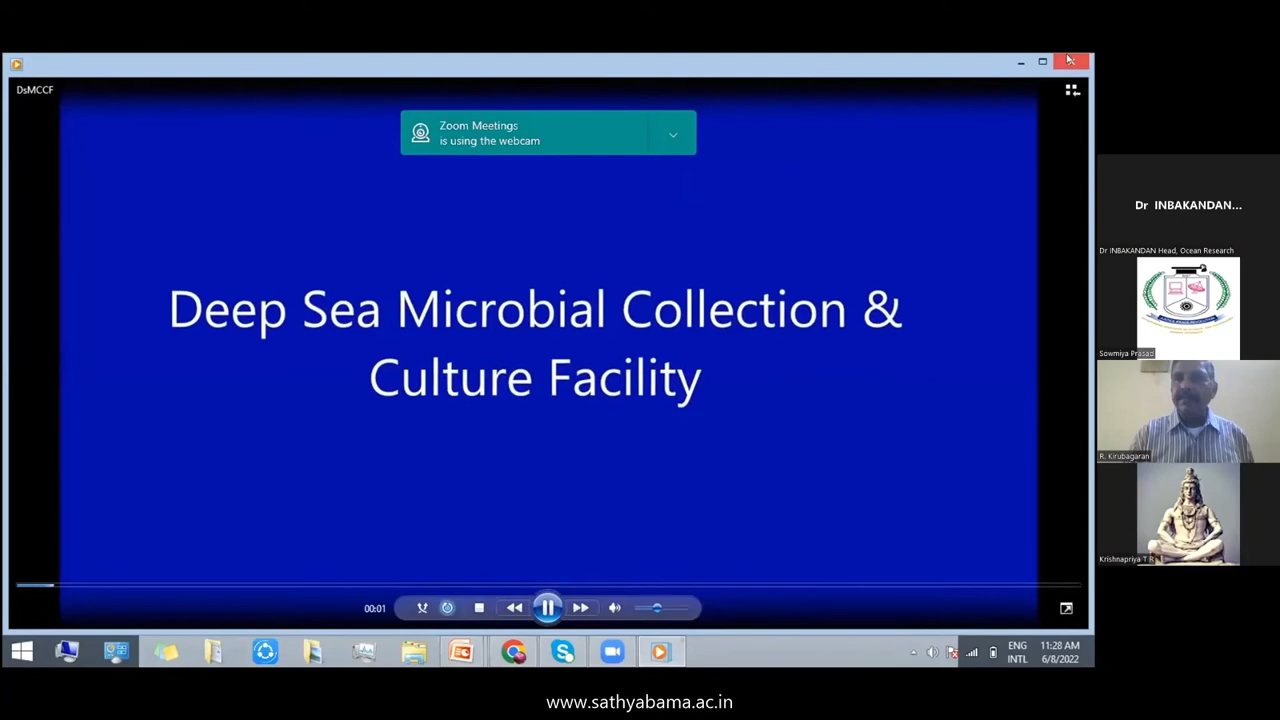 DsMCCF
Zoom Meetings
is using the webcam
Deep Sea Microbial Collection &
Culture Facility
Dr INBAKANDAN...
Dr INBAKANDAN Head, Ocean Research
Sowmiya Prasad
R. Kirubagaran
Krishnapriya T R
00:01
ENG
INTL
11:28 AM
6/8/2022
www.sathyabama.ac.in